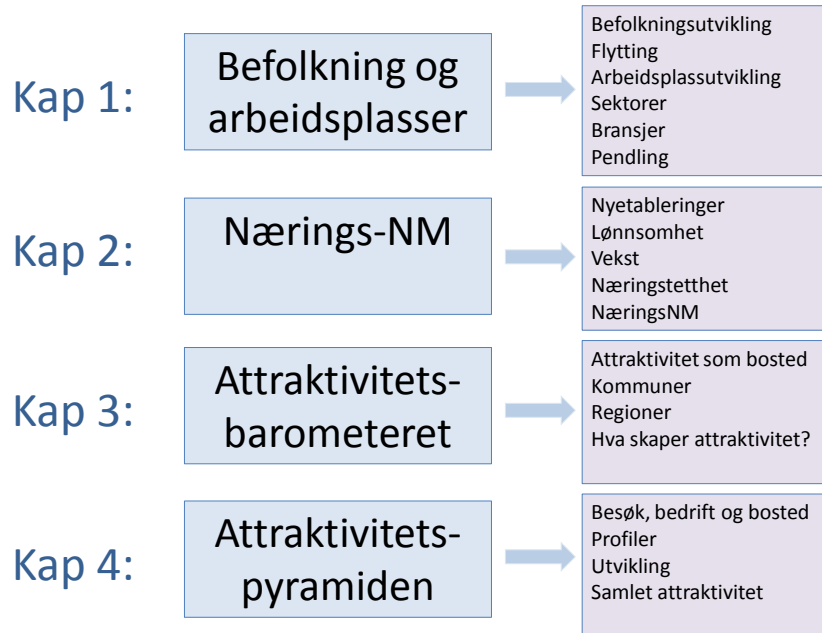 Kap 1:
Befolkning og
arbeidsplasser
Befolkningsutvikling
Flytting
Arbeidsplassutvikling
Sektorer
Bransjer
Pendling
Kap 2:
Nærings-NM
Nyetableringer
Lønnsomhet
Vekst
Næringstetthet
NæringsNM
Kap 3:
Attraktivitets-
barometeret
Attraktivitet som bosted
Kommuner
Regioner
Hva skaper attraktivitet?
Kap 4:
Attraktivitets-
pyramiden
Besøk, bedrift og bosted
Profiler
Utvikling
Samlet attraktivitet